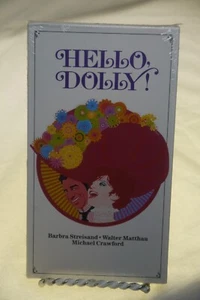 HELLO,
DOLLY!
Barbra Streisand • Walter Matthau
Michael Crawford